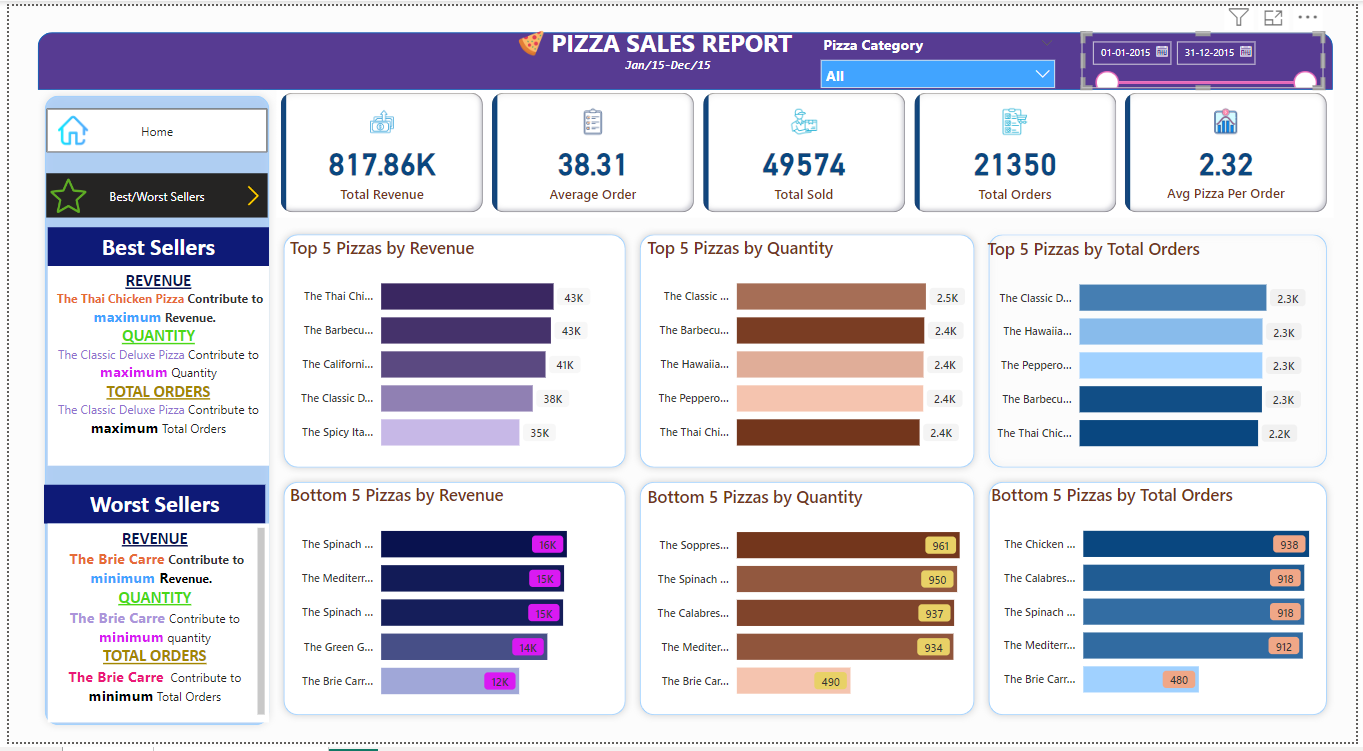 PIZZA SALES REPORT
Jan/15-Dec/15
Pizza Category
All
01-01-2015
31-12-2015
Home
Best/Worst Sellers
817.86K
Total Revenue
38.31
Average Order
49574
Total Sold
21350
Total Orders
2.32
Avg Pizza Per Order
Best Sellers
REVENUE
The Thai Chicken Pizza Contribute to
maximum Revenue.
QUANTITY
The Classic Deluxe Pizza Contribute to
maximum Quantity
TOTAL ORDERS
The Classic Deluxe Pizza Contribute to
maximum Total Orders
Worst Sellers
REVENUE
The Brie Carre Contribute to
minimum Revenue.
QUANTITY
The Brie Carre Contribute to
minimum quantity
TOTAL ORDERS
The Brie Carre Contribute to
minimum Total Orders
Top 5 Pizzas by Revenue
The Thai Chi... 43K
The Barbecu... 43K
The Californi... 41K
The Classic D... 38K
The Spicy Ita... 35K
Top 5 Pizzas by Quantity
The Classic ... 2.5K
The Barbecu... 2.4K
The Hawaiia... 2.4K
The Peppero... 2.4K
The Thai Chi... 2.4K
Top 5 Pizzas by Total Orders
The Classic D... 2.3K
The Hawaiia... 2.3K
The Peppero... 2.3K
The Barbecu... 2.3K
The Thai Chic... 2.2K
Bottom 5 Pizzas by Revenue
The Spinach ... 16K
The Mediterr... 15K
The Spinach ... 15K
The Green G... 14K
The Brie Carr... 12K
Bottom 5 Pizzas by Quantity
The Soppres... 961
The Spinach ... 950
The Calabres... 937
The Mediter... 934
The Brie Car... 490
Bottom 5 Pizzas by Total Orders
The Chicken ... 938
The Calabres... 918
The Spinach ... 918
The Mediterr... 912
The Brie Carr... 480